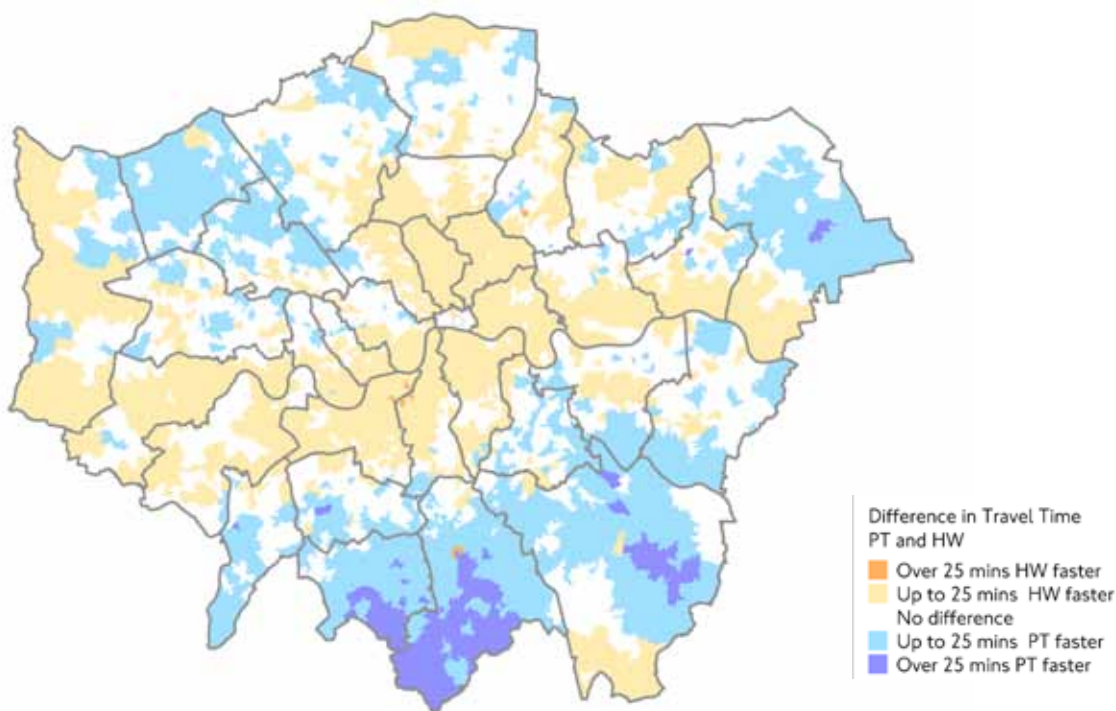 Difference in Travel Time
PT and HW
Over 25 mins HW faster
Up to 25 mins HW faster
No difference
Up to 25 mins PT faster
Over 25 mins PT faster